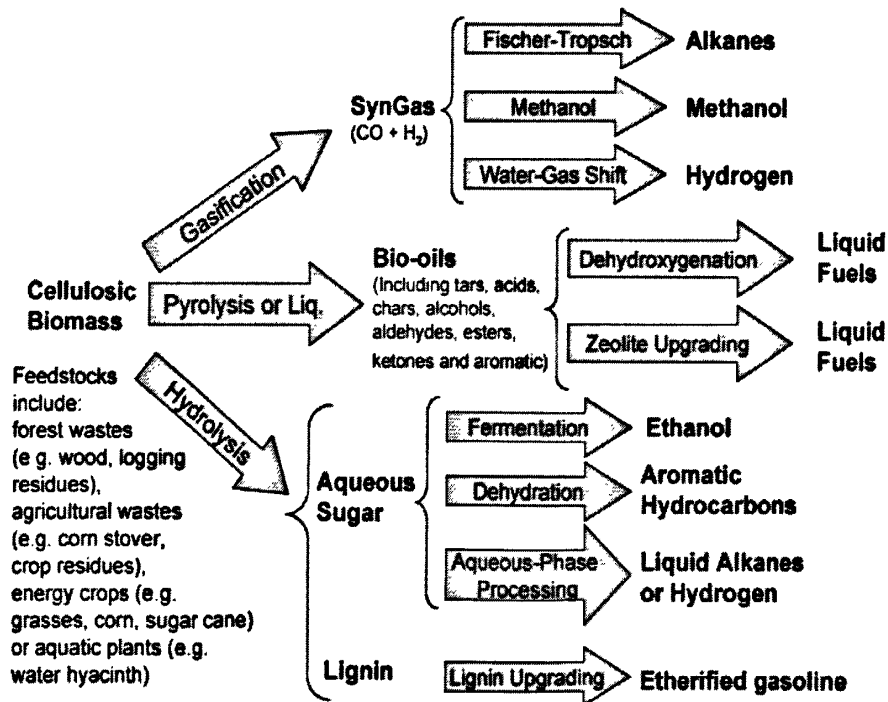 Fischer-Tropsch
Alkanes
SynGas
(CO + H2)
Methanol
Methanol
Water-Gas Shift
Hydrogen
Gasification
Cellulosic
Biomass
Pyrolysis or Liq.
Bio-oils
(Including tars, acids,
chars, alcohols,
aldehydes, esters,
ketones and aromatic)
Dehydroxygenation
Liquid
Fuels
Zeolite Upgrading
Liquid
Fuels
Feedstocks
include:
forest wastes
(e g. wood, logging
residues),
agricultural wastes
(e.g. corn stover,
crop residues),
energy crops (e.g.
grasses, corn, sugar cane)
or aquatic plants (e.g.
water hyacinth)
Hydrolysis
Aqueous
Sugar
Fermentation
Ethanol
Dehydration
Aromatic
Hydrocarbons
Aqueous-Phase
Processing
Liquid Alkanes
or Hydrogen
Lignin
Lignin Upgrading
Etherified gasoline